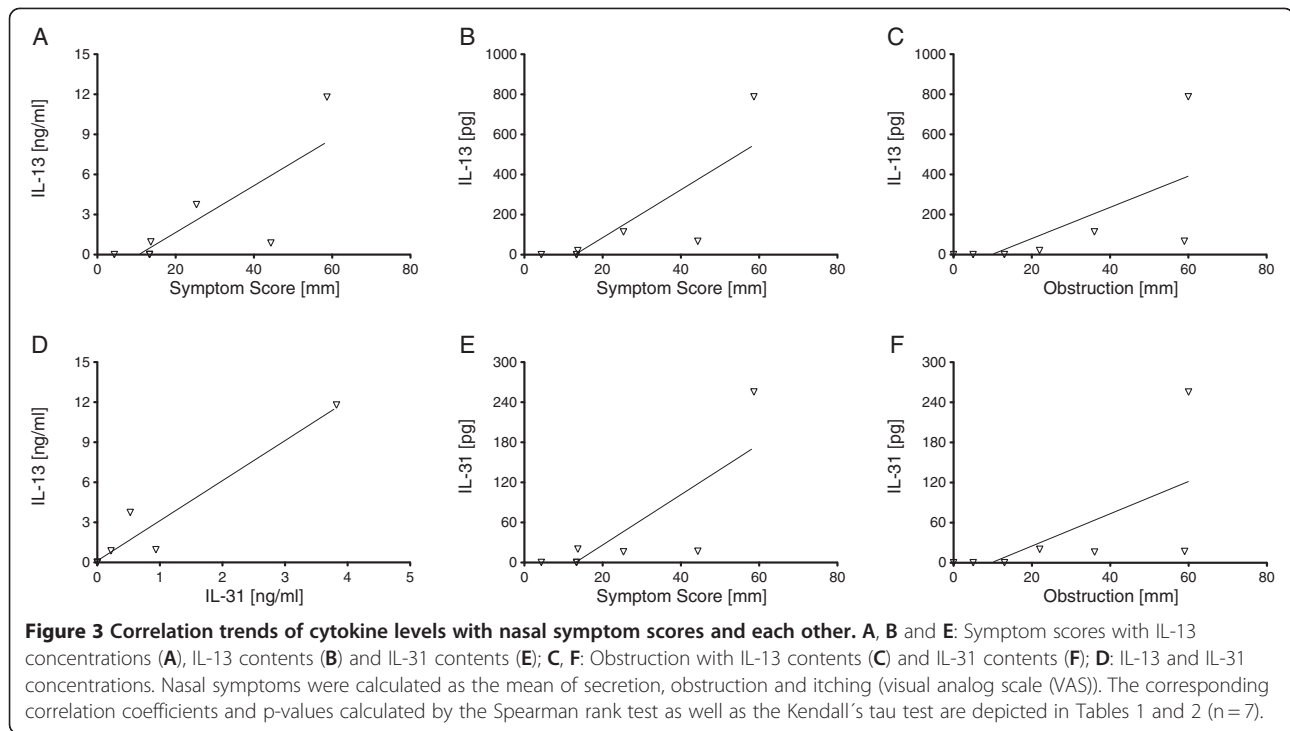 A
B
C
15
12
9
6
3
0
IL-13 [ng/ml]
0 20 40 60 80
Symptom Score [mm]
1000
800
600
400
200
0
IL-13 [pg]
0 20 40 60 80
Symptom Score [mm]
1000
800
600
400
200
0
IL-13 [pg]
0 20 40 60 80
Obstruction [mm]
D
E
F
15
12
9
6
3
0
IL-13 [ng/ml]
0 1 2 3 4 5
IL-31 [ng/ml]
300
240
180
120
60
0
IL-31 [pg]
0 20 40 60 80
Symptom Score [mm]
300
240
180
120
60
0
IL-31 [pg]
0 20 40 60 80
Obstruction [mm]
Figure 3 Correlation trends of cytokine levels with nasal symptom scores and each other. A, B and E: Symptom scores with IL-13
concentrations (A), IL-13 contents (B) and IL-31 contents (E); C, F: Obstruction with IL-13 contents (C) and IL-31 contents (F); D: IL-13 and IL-31
concentrations. Nasal symptoms were calculated as the mean of secretion, obstruction and itching (visual analog scale (VAS)). The corresponding
correlation coefficients and p-values calculated by the Spearman rank test as well as the Kendall´s tau test are depicted in Tables 1 and 2 (n = 7).